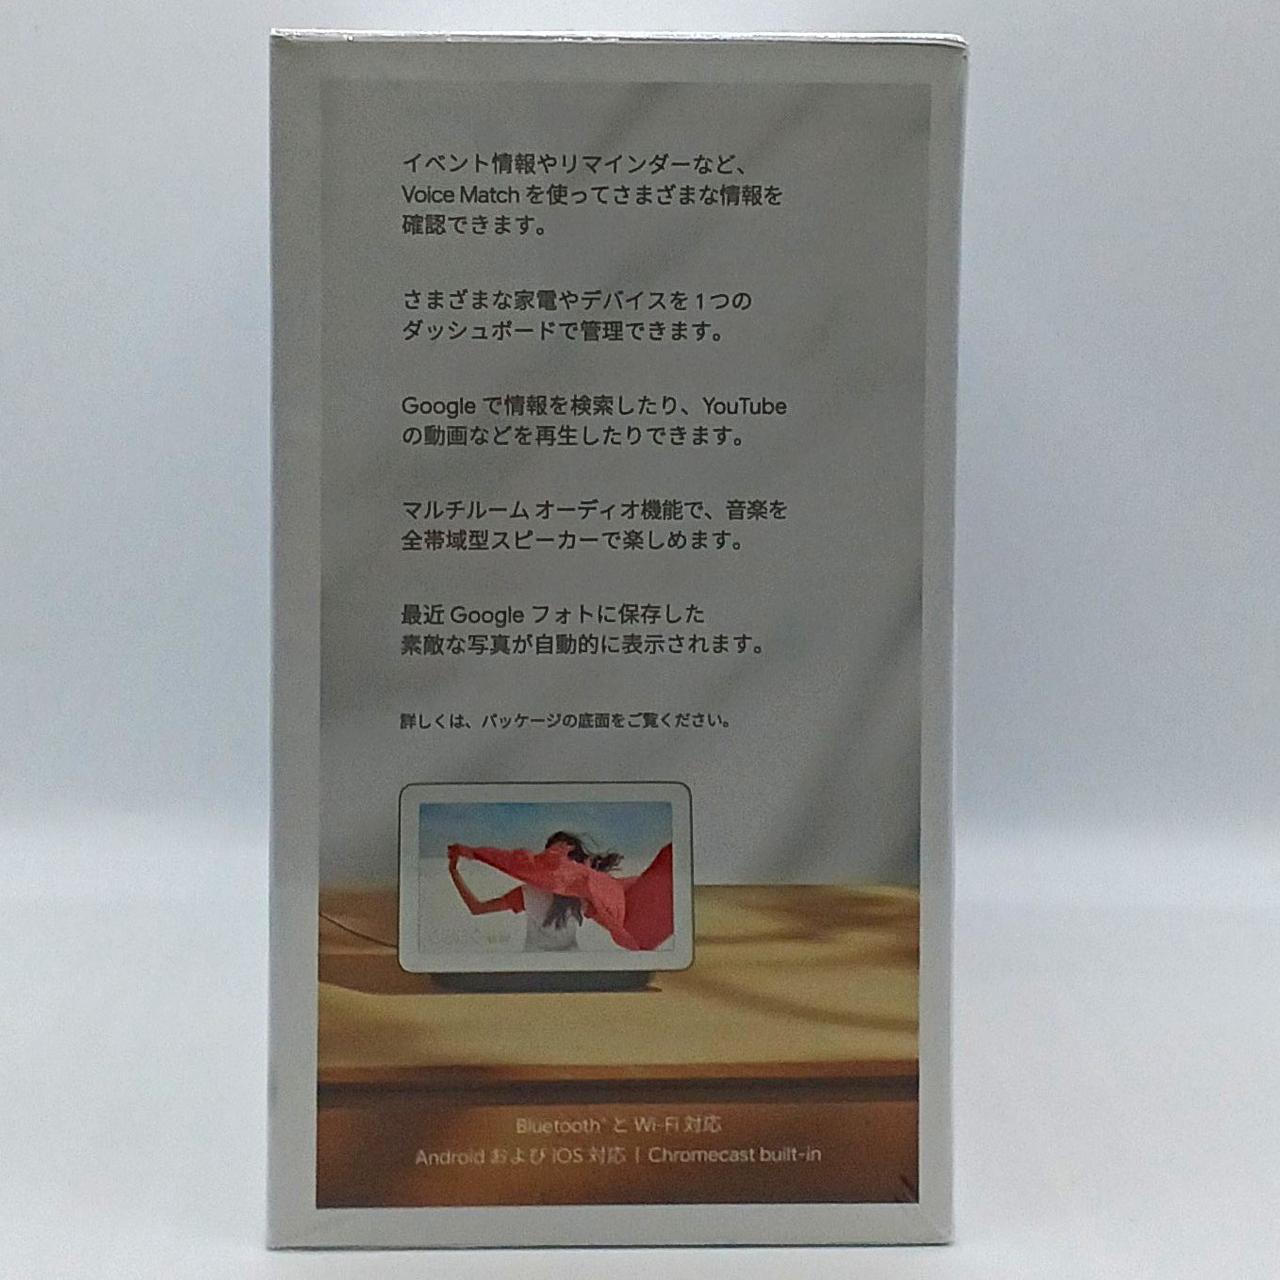 イベント情報やリマインダーなど、
Voice Match を使ってさまざまな情報を
確認できます。
さまざまな家電やデバイスを 1 つの
ダッシュボードで管理できます。
Google で情報を検索したり、YouTube
の動画などを再生したりできます。
マルチルーム オーディオ機能で、音楽を
全帯域型スピーカーで楽しめます。
最近 Google フォトに保存した
素敵な写真が自動的に表示されます。
詳しくは、パッケージの底面をご覧ください。
Bluetooth® と Wi-Fi 対応
Android および iOS 対応 | Chromecast built-in